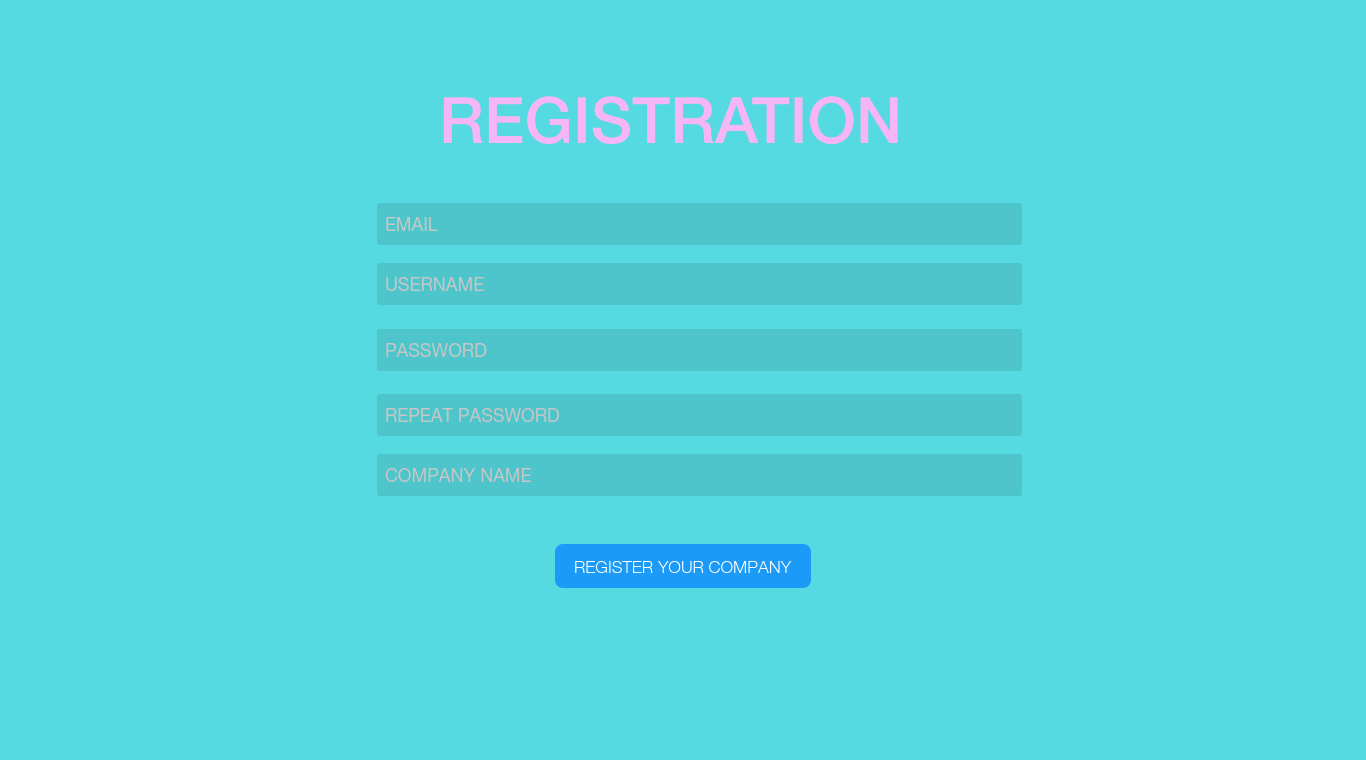 REGISTRATION
EMAIL
USERNAME
PASSWORD
REPEAT PASSWORD
COMPANY NAME
REGISTER YOUR COMPANY